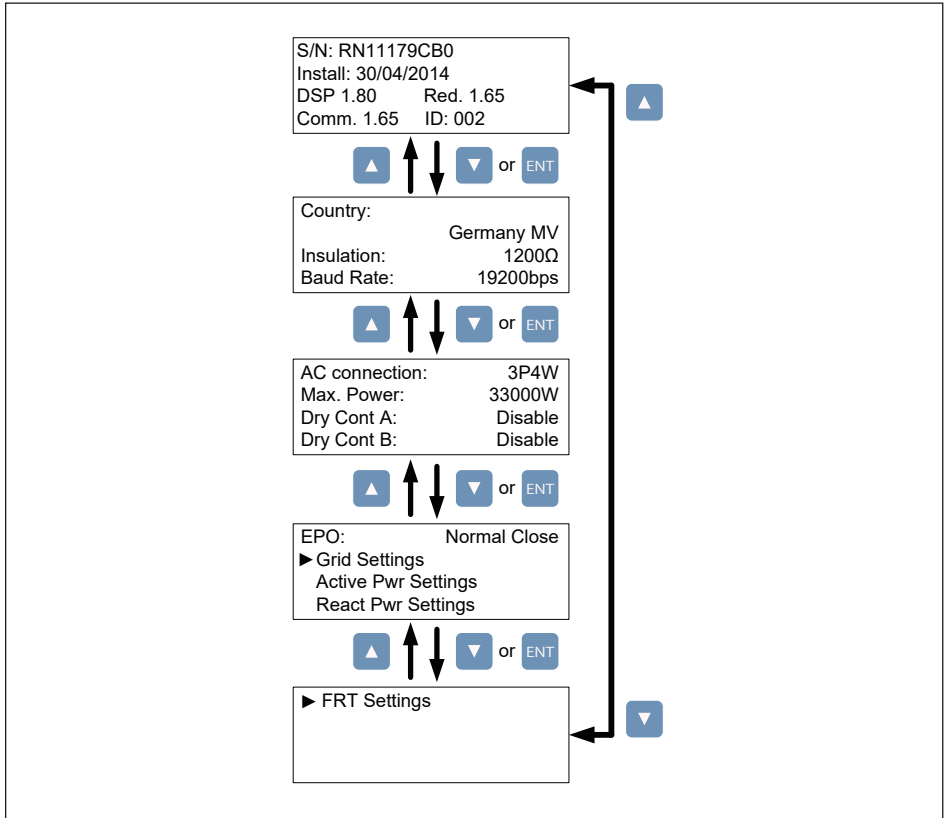 S/N: RN11179CB0
Install: 30/04/2014
DSP 1.80 Red. 1.65
Comm. 1.65 ID: 002
▲ ▼ or ENT
▲
Country:
Germany MV
Insulation: 1200Ω
Baud Rate: 19200bps
▲ ▼ or ENT
AC connection: 3P4W
Max. Power: 33000W
Dry Cont A: Disable
Dry Cont B: Disable
▲ ▼ or ENT
EPO: Normal Close
►Grid Settings
Active Pwr Settings
React Pwr Settings
▲ ▼ or ENT
► FRT Settings
▼